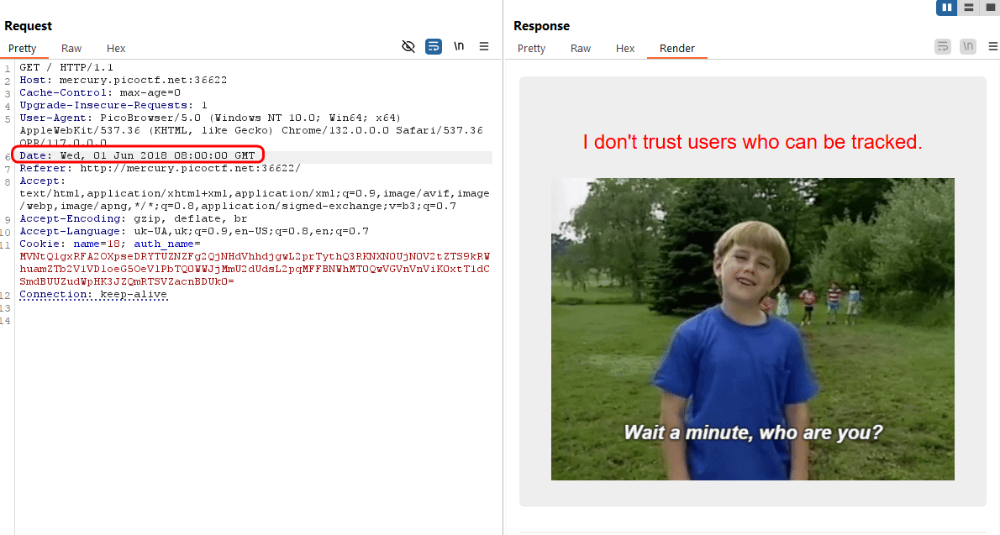 Request
Pretty Raw Hex \n
1 GET / HTTP/1.1
2 Host: mercury.picoctf.net:36622
3 Cache-Control: max-age=0
4 Upgrade-Insecure-Requests: 1
5 User-Agent: PicoBrowser/5.0 (Windows NT 10.0; Win64; x64)
AppleWebKit/537.36 (KHTML, like Gecko) Chrome/132.0.0.0 Safari/537.36
OPR/117.0.0.0
6 Date: Wed, 01 Jun 2018 08:00:00 GMT
7 Referer: http://mercury.picoctf.net:36622/
8 Accept:
text/html,application/xhtml+xml,application/xml;q=0.9,image/avif,image
/webp,image/apng,*/*;q=0.8,application/signed-exchange;v=b3;q=0.7
9 Accept-Encoding: gzip, deflate, br
10 Accept-Language: uk-UA,uk;q=0.9,en-US;q=0.8,en;q=0.7
11 Cookie: name=18; auth_name=
12 Connection: keep-alive
13
14
Response
Pretty Raw Hex Render \n
I don't trust users who can be tracked.
Wait a minute, who are you?